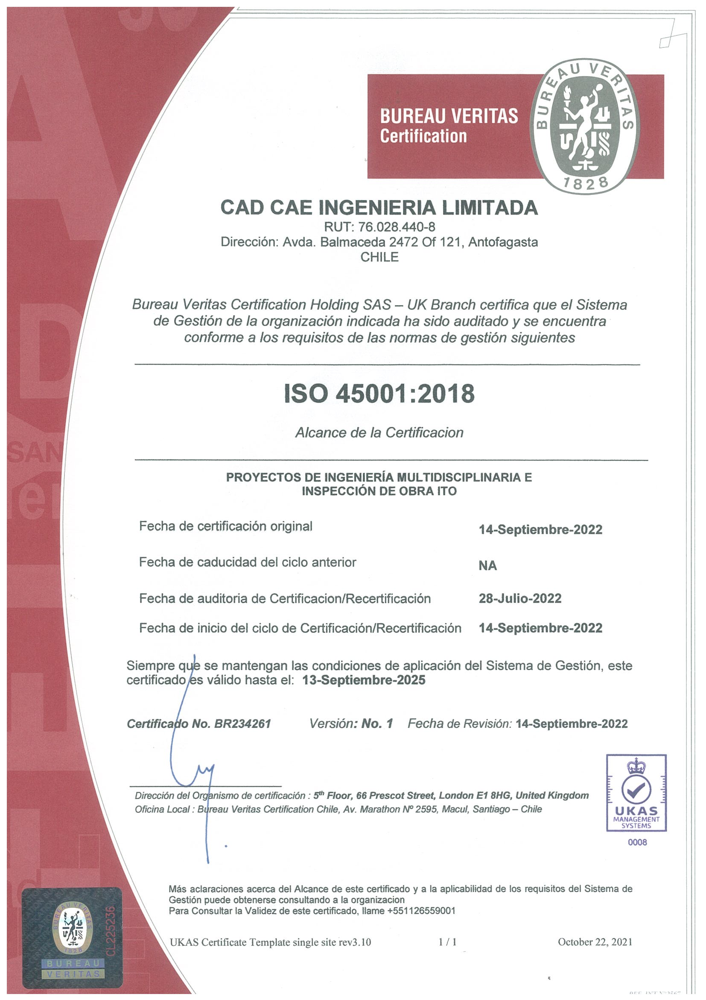 BUREAU VERITAS
Certification
BUREAU VERITAS
1828
CAD CAE INGENIERIA LIMITADA
RUT: 76.028.440-8
Dirección: Avda. Balmaceda 2472 Of 121, Antofagasta
CHILE
Bureau Veritas Certification Holding SAS – UK Branch certifica que el Sistema
de Gestión de la organización indicada ha sido auditado y se encuentra
conforme a los requisitos de las normas de gestión siguientes
ISO 45001:2018
Alcance de la Certificacion
PROYECTOS DE INGENIERÍA MULTIDISCIPLINARIA E
INSPECCIÓN DE OBRA ITO
Fecha de certificación original 14-Septiembre-2022
Fecha de caducidad del ciclo anterior NA
Fecha de auditoria de Certificacion/Recertificación 28-Julio-2022
Fecha de inicio del ciclo de Certificación/Recertificación 14-Septiembre-2022
Siempre que se mantengan las condiciones de aplicación del Sistema de Gestión, este
certificado es válido hasta el: 13-Septiembre-2025
Certificado No. BR234261 Versión: No. 1 Fecha de Revisión: 14-Septiembre-2022
Dirección del Organismo de certificación : 5th Floor, 66 Prescot Street, London E1 8HG, United Kingdom
Oficina Local : Bureau Veritas Certification Chile, Av. Marathon Nº 2595, Macul, Santiago – Chile
UKAS
MANAGEMENT
SYSTEMS
0008
Más aclaraciones acerca del Alcance de este certificado y a la aplicabilidad de los requisitos del Sistema de
Gestión puede obtenerse consultando a la organizacion
Para Consultar la Validez de este certificado, llame +551126559001
UKAS Certificate Template single site rev3.10 1 / 1 October 22, 2021
BUREAU VERITAS
1828
CL225236
BUREAU
VERITAS